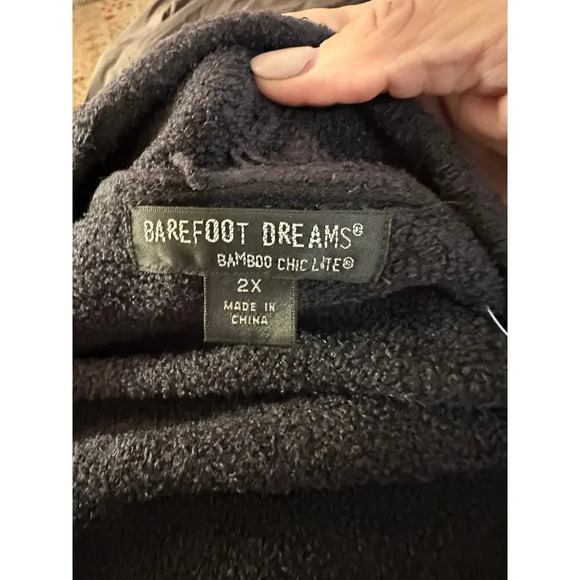 BAREFOOT DREAMS®
BAMBOO CHIC LITE®
2X
MADE IN
CHINA